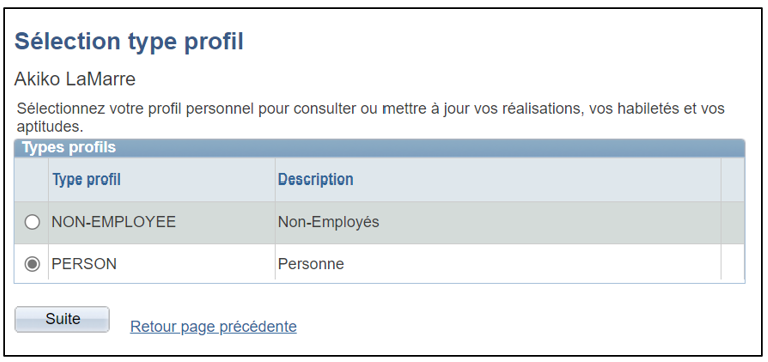 Sélection type profil
Akiko LaMarre
Sélectionnez votre profil personnel pour consulter ou mettre à jour vos réalisations, vos habiletés et vos
aptitudes.
Types profils
Type profil Description
NON-EMPLOYEE Non-Employés
PERSON Personne
Suite Retour page précédente